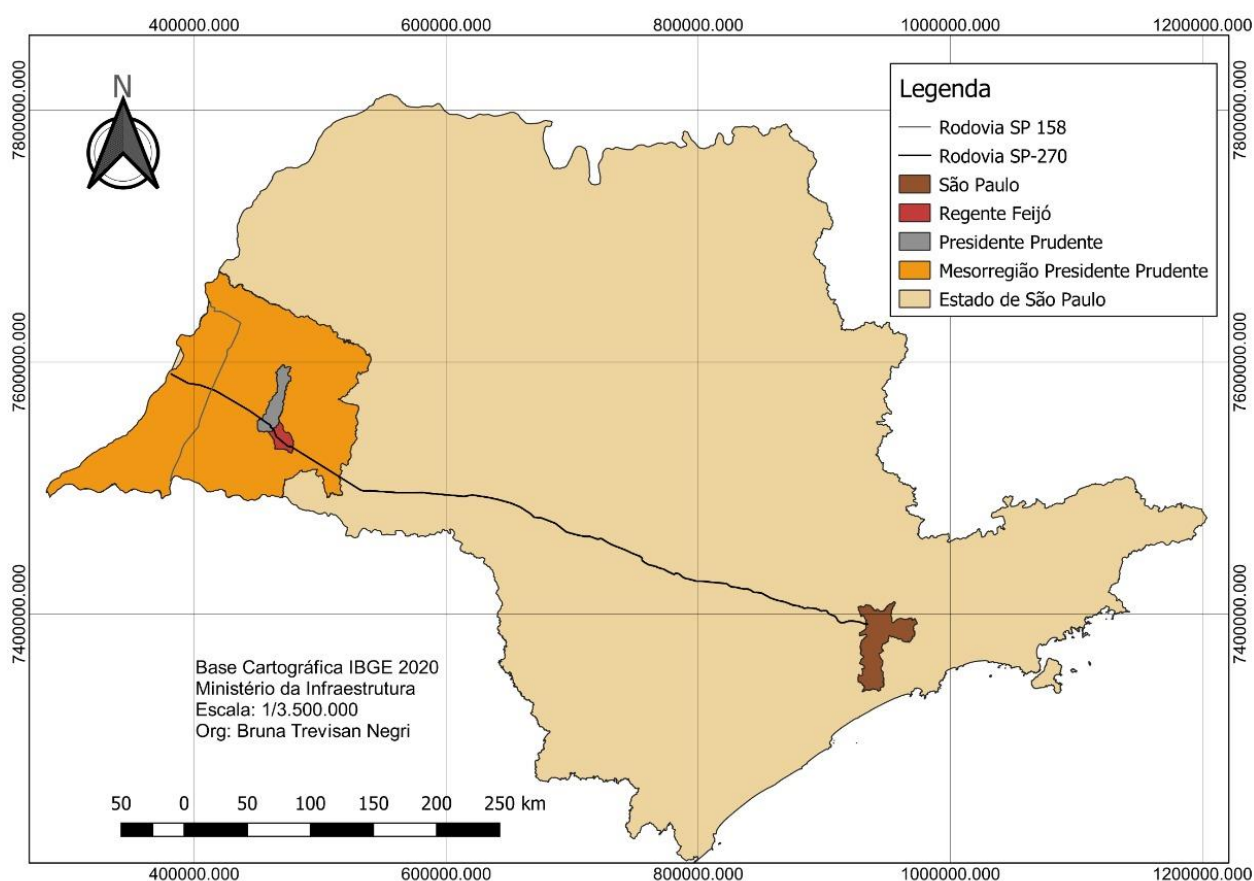 400000.000 600000.000 800000.000 1000000.000 1200000.000
N
7800000.000
7800000.000
Legenda
Rodovia SP 158
Rodovia SP-270
São Paulo
Regente Feijó
Presidente Prudente
Mesorregião Presidente Prudente
Estado de São Paulo
7600000.000
7600000.000
7400000.000
7400000.000
Base Cartográfica IBGE 2020
Ministério da Infraestrutura
Escala: 1/3.500.000
Org: Bruna Trevisan Negri
50 0 50 100 150 200 250 km
400000.000 600000.000 800000.000 1000000.000 1200000.000